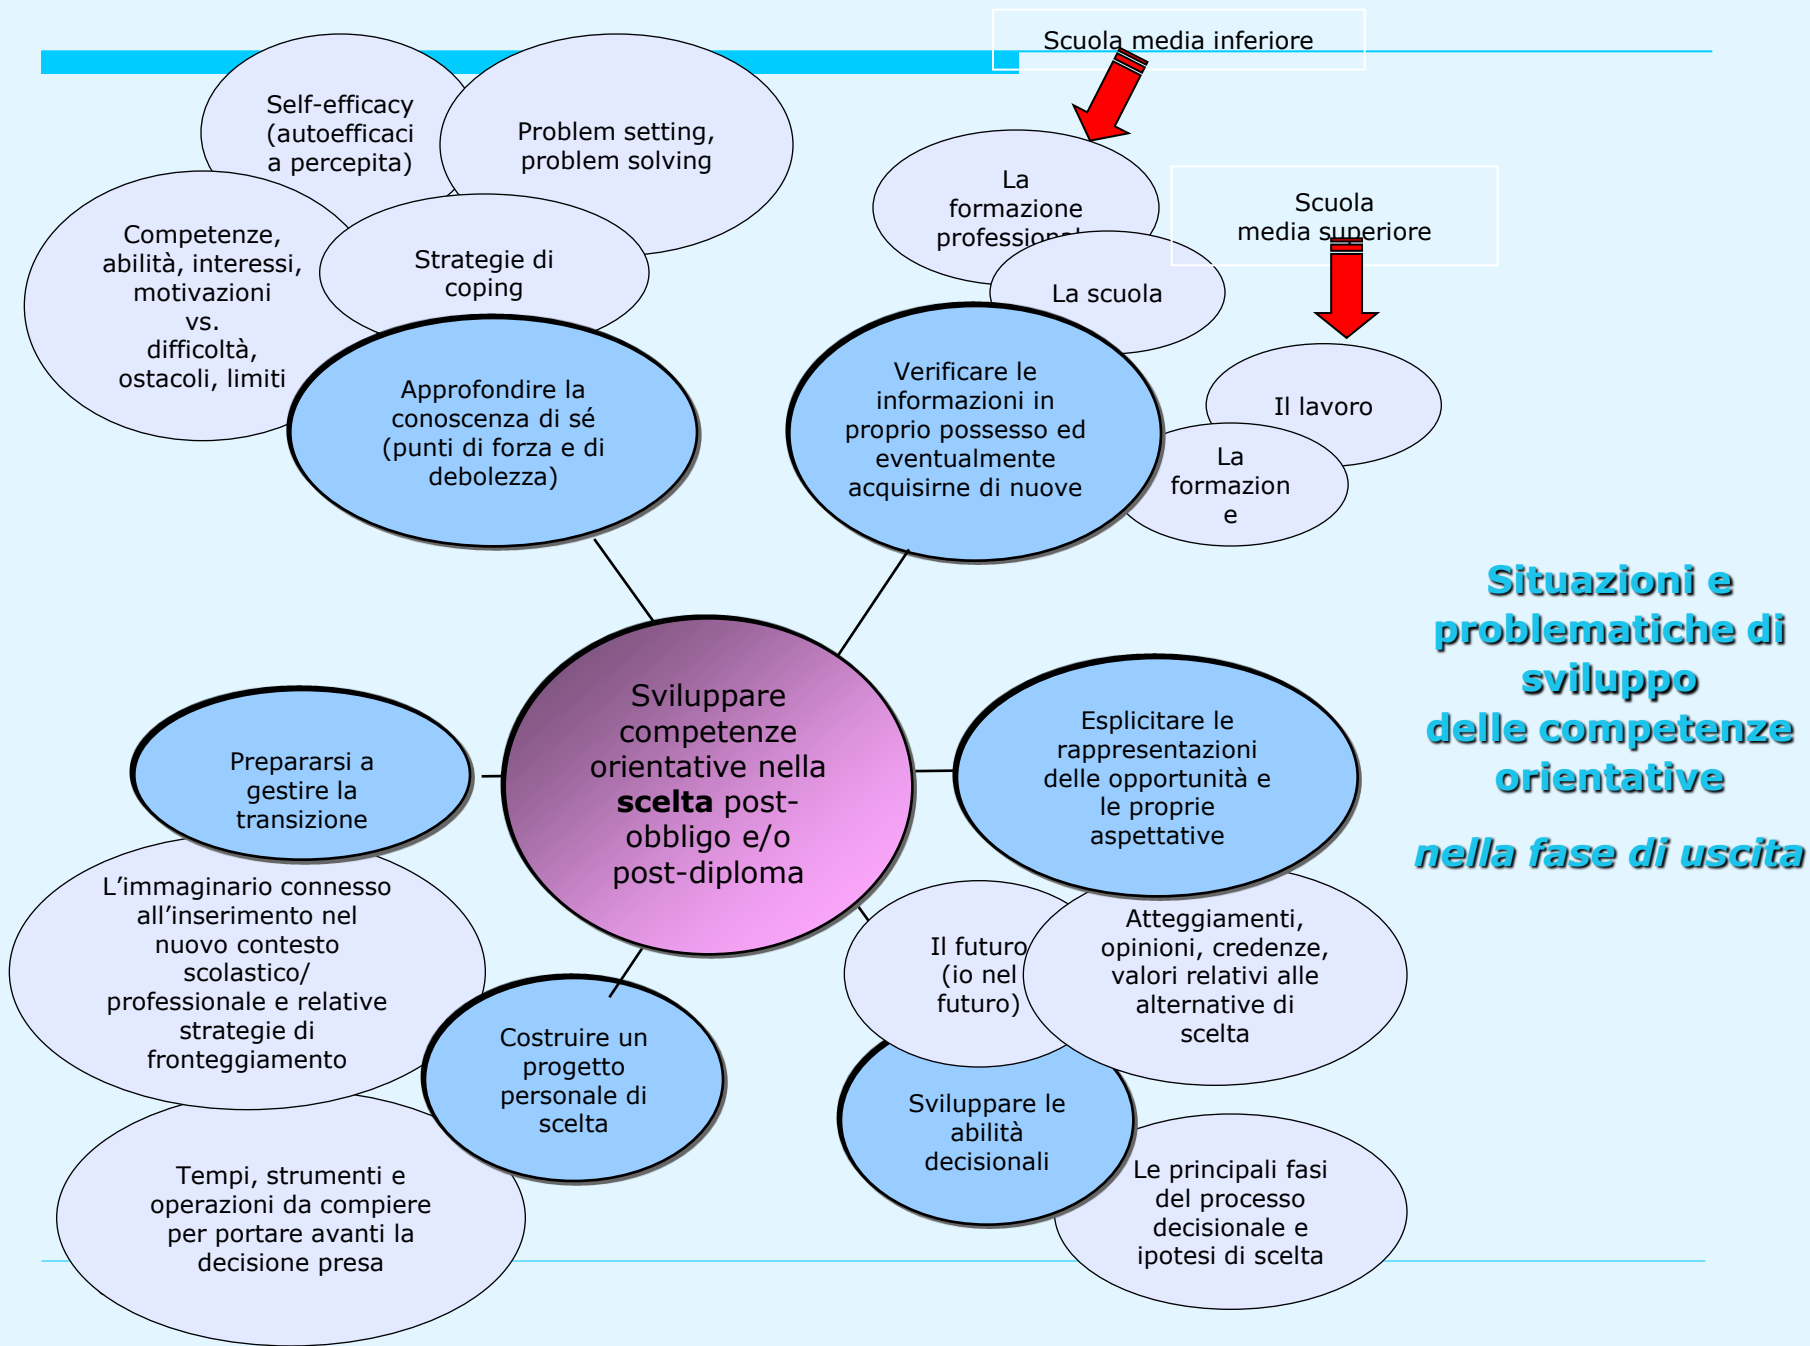 Scuola media inferiore
Self-efficacy
(autoefficaci
a percepita)
Problem setting,
problem solving
Competenze,
abilità, interessi,
motivazioni
vs.
difficoltà,
ostacoli, limiti
Strategie di
coping
La
formazione
professionale
La scuola
Scuola
media superiore
Il lavoro
La
formazion
e
Approfondire la
conoscenza di sé
(punti di forza e di
debolezza)
Verificare le
informazioni in
proprio possesso ed
eventualmente
acquisirne di nuove
Situazioni e
problematiche di
sviluppo
delle competenze
orientative
nella fase di uscita
Sviluppare
competenze
orientative nella
scelta post-
obbligo e/o
post-diploma
Prepararsi a
gestire la
transizione
Esplicitare le
rappresentazioni
delle opportunità e
le proprie
aspettative
L’immaginario connesso
all’inserimento nel
nuovo contesto
scolastico/
professionale e relative
strategie di
fronteggiamento
Il futuro
(io nel
futuro)
Atteggiamenti,
opinioni, credenze,
valori relativi alle
alternative di
scelta
Costruire un
progetto
personale di
scelta
Sviluppare le
abilità
decisionali
Tempi, strumenti e
operazioni da compiere
per portare avanti la
decisione presa
Le principali fasi
del processo
decisionale e
ipotesi di scelta